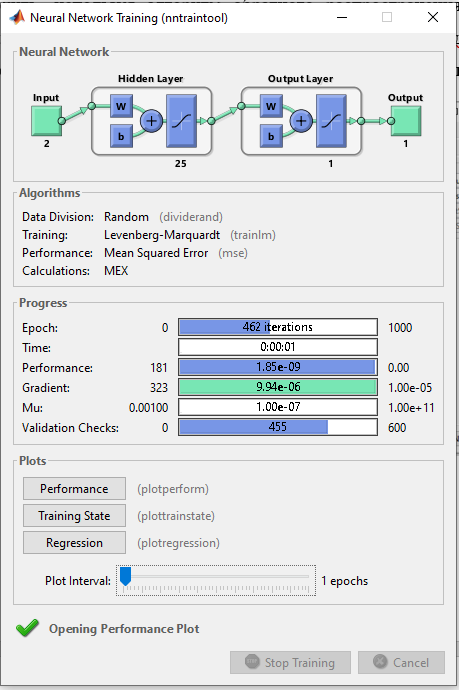 Neural Network Training (nntraintool)
Neural Network
Hidden Layer Output Layer
Input Output
W W
b b
+ +
2 25 1 1
Algorithms
Data Division: Random (dividerand)
Training: Levenberg-Marquardt (trainlm)
Performance: Mean Squared Error (mse)
Calculations: MEX
Progress
Epoch: 0 462 iterations 1000
Time: 0:00:01
Performance: 181 1.85e-09 0.00
Gradient: 323 9.94e-06 1.00e-05
Mu: 0.00100 1.00e-07 1.00e+11
Validation Checks: 0 455 600
Plots
Performance (plotperform)
Training State (plottrainstate)
Regression (plotregression)
Plot Interval: 1 epochs
Opening Performance Plot
Stop Training Cancel